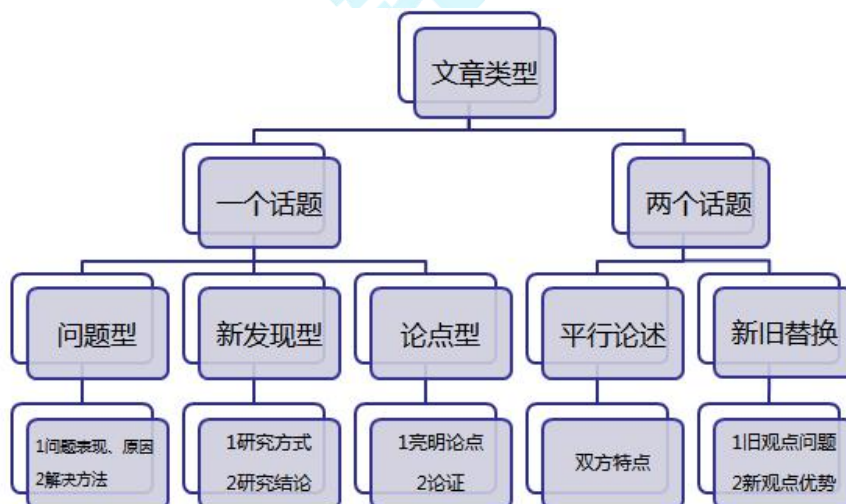 文章类型
一个话题
两个话题
问题型
新发现型
论点型
平行论述
新旧替换
1问题表现、原因
2解决方法
1研究方式
2研究结论
1亮明论点
2论证
双方特点
1旧观点问题
2新观点优势